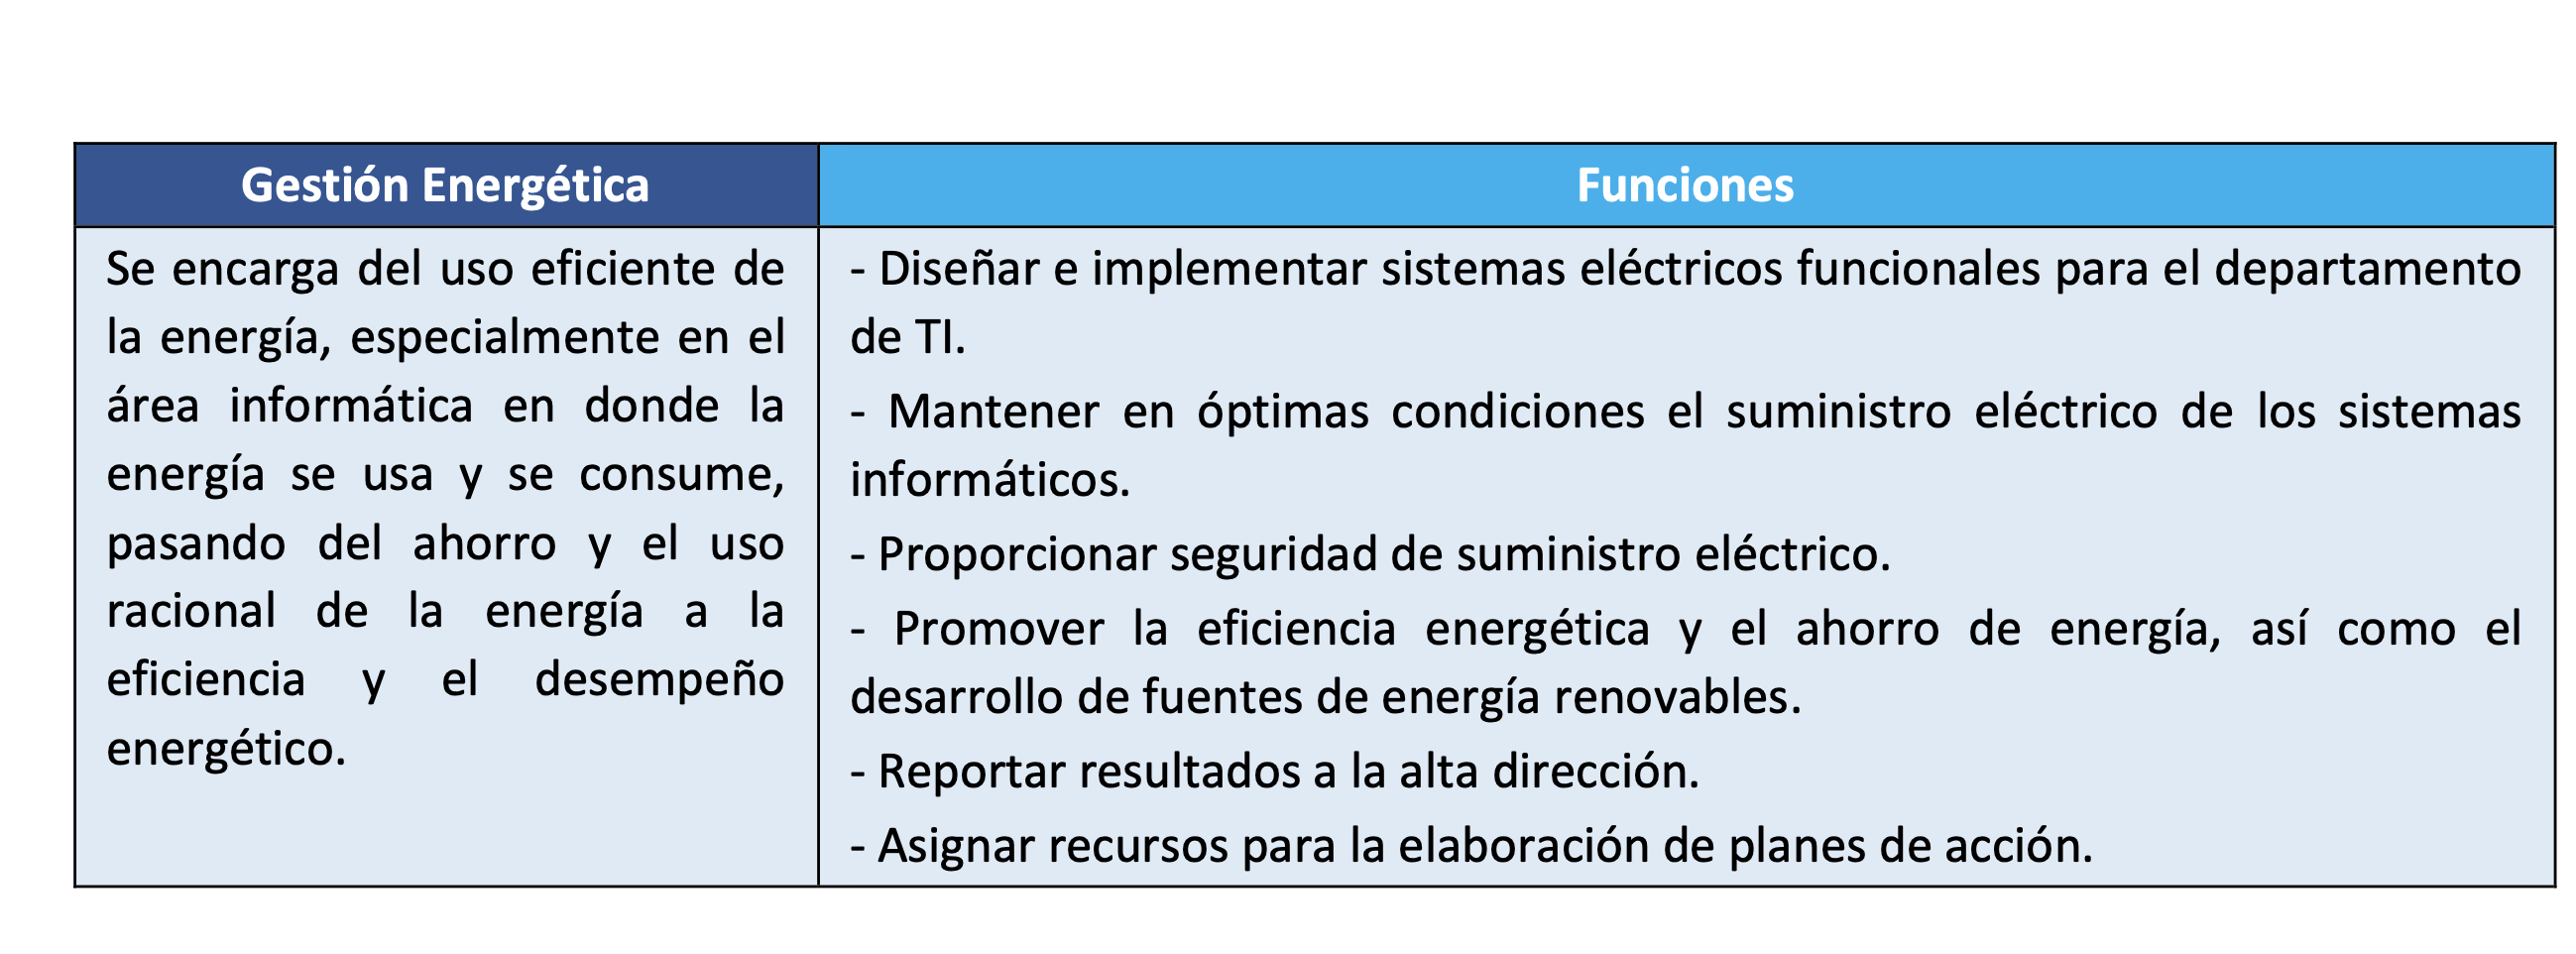 Gestión Energética
Funciones
Se encarga del uso eficiente de
la energía, especialmente en el
área informática en donde la
energía se usa y se consume,
pasando del ahorro y el uso
racional de la energía a la
eficiencia y el desempeño
energético.
- Diseñar e implementar sistemas eléctricos funcionales para el departamento
de TI.
- Mantener en óptimas condiciones el suministro eléctrico de los sistemas
informáticos.
- Proporcionar seguridad de suministro eléctrico.
- Promover la eficiencia energética y el ahorro de energía, así como el
desarrollo de fuentes de energía renovables.
- Reportar resultados a la alta dirección.
- Asignar recursos para la elaboración de planes de acción.